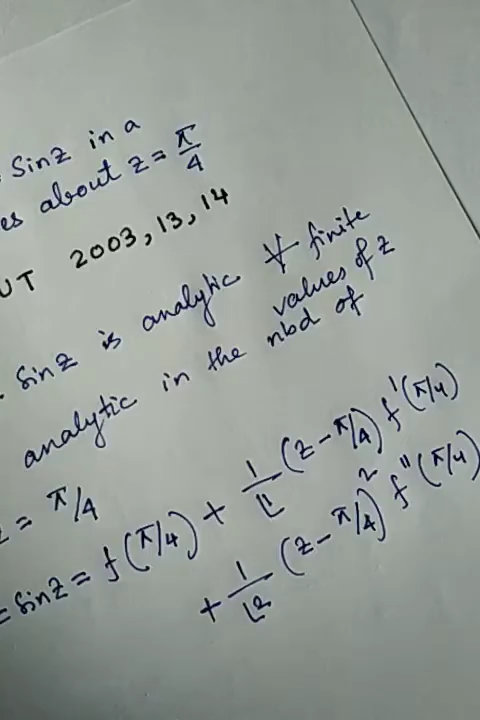 Sinz in a
es about z = π/4
UT 2003, 13, 14
. Sinz is analytic ∀ finite
values of z
analytic in the nbd of
z = π/4
= Sinz = f(π/4) + 1/⌊1 (z - π/4) f'(π/4)
+ 1/⌊2 (z - π/4)² f''(π/4)